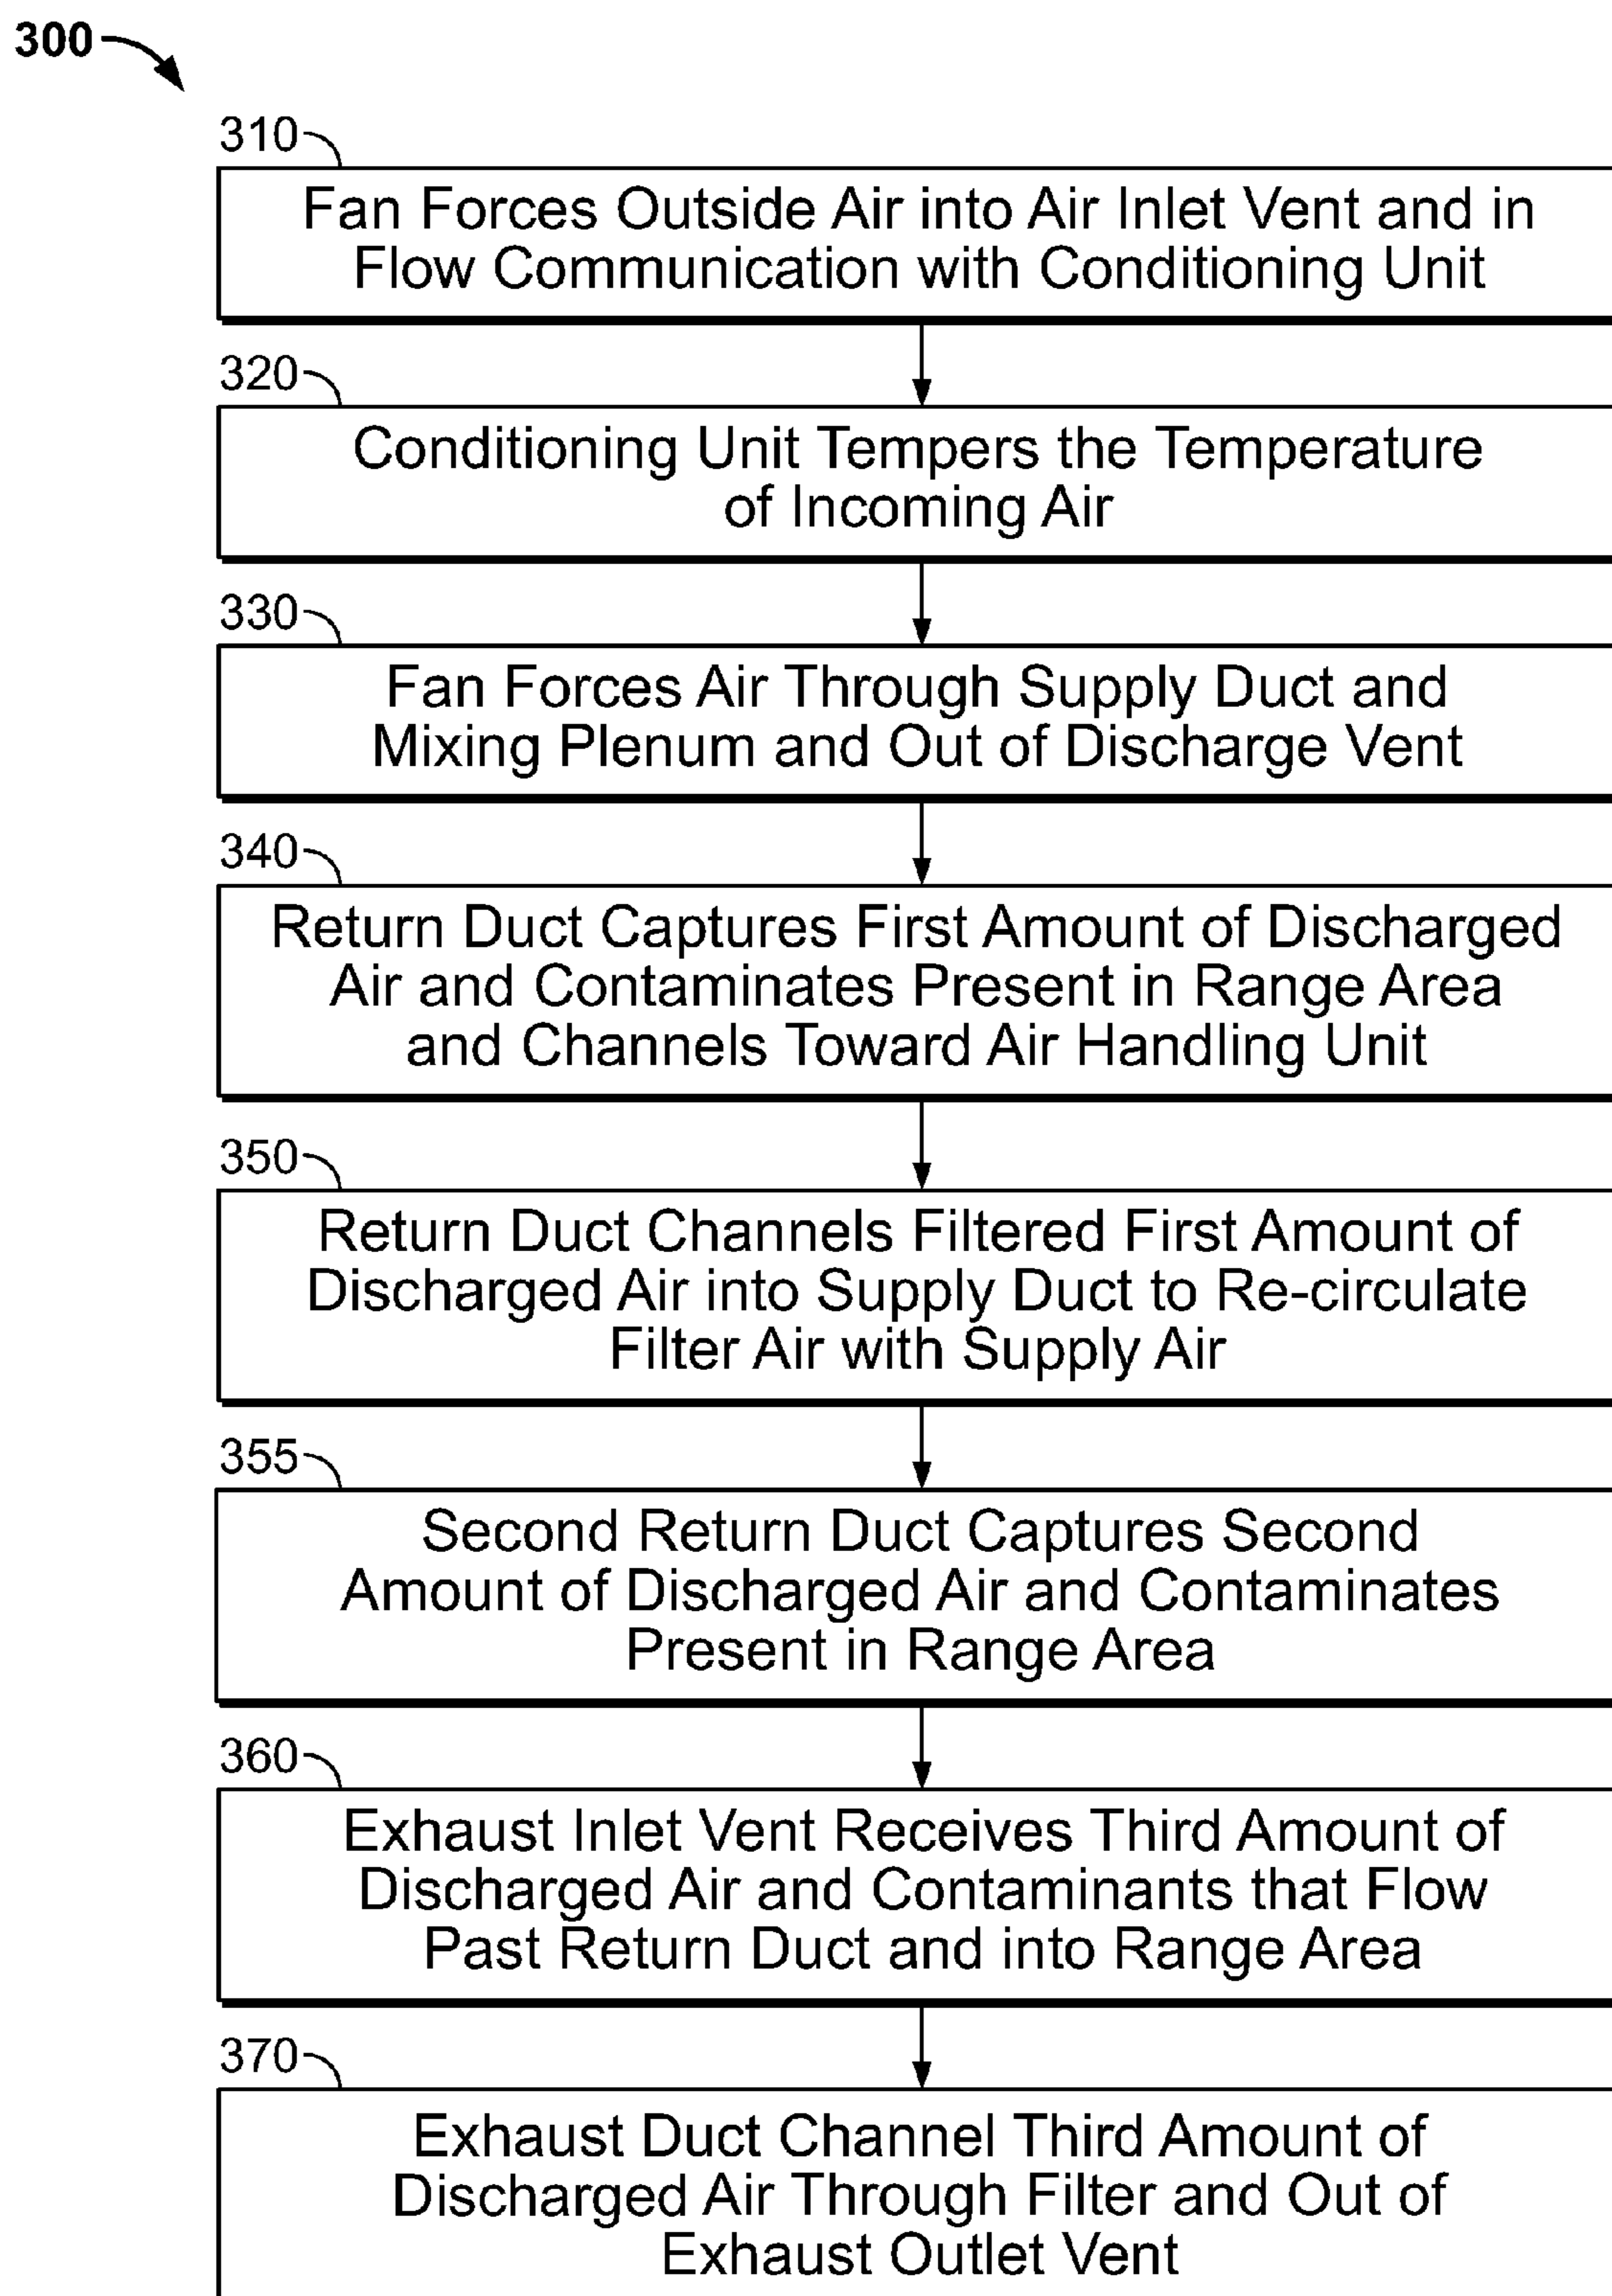 300
310
Fan Forces Outside Air into Air Inlet Vent and in
Flow Communication with Conditioning Unit
320
Conditioning Unit Tempers the Temperature
of Incoming Air
330
Fan Forces Air Through Supply Duct and
Mixing Plenum and Out of Discharge Vent
340
Return Duct Captures First Amount of Discharged
Air and Contaminates Present in Range Area
and Channels Toward Air Handling Unit
350
Return Duct Channels Filtered First Amount of
Discharged Air into Supply Duct to Re-circulate
Filter Air with Supply Air
355
Second Return Duct Captures Second
Amount of Discharged Air and Contaminates
Present in Range Area
360
Exhaust Inlet Vent Receives Third Amount of
Discharged Air and Contaminants that Flow
Past Return Duct and into Range Area
370
Exhaust Duct Channel Third Amount of
Discharged Air Through Filter and Out of
Exhaust Outlet Vent